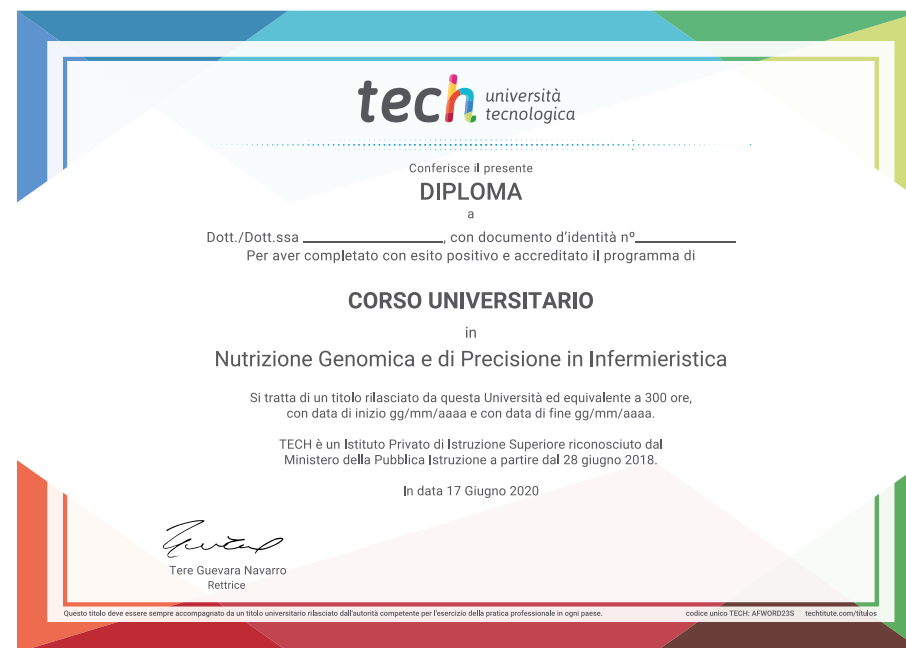 tech università
tecnologica
Conferisce il presente
DIPLOMA
a
Dott./Dott.ssa , con documento d'identità nº
Per aver completato con esito positivo e accreditato il programma di
CORSO UNIVERSITARIO
in
Nutrizione Genomica e di Precisione in Infermieristica
Si tratta di un titolo rilasciato da questa Università ed equivalente a 300 ore,
con data di inizio gg/mm/aaaa e con data di fine gg/mm/aaaa.
TECH è un Istituto Privato di Istruzione Superiore riconosciuto dal
Ministero della Pubblica Istruzione a partire dal 28 giugno 2018.
In data 17 Giugno 2020
Tere Guevara Navarro
Rettrice
Questo titolo deve essere sempre accompagnato da un titolo universitario rilasciato dall'autorità competente per l'esercizio della pratica professionale in ogni paese. codice unico TECH: AFWORD23S techtitute.com/títulos